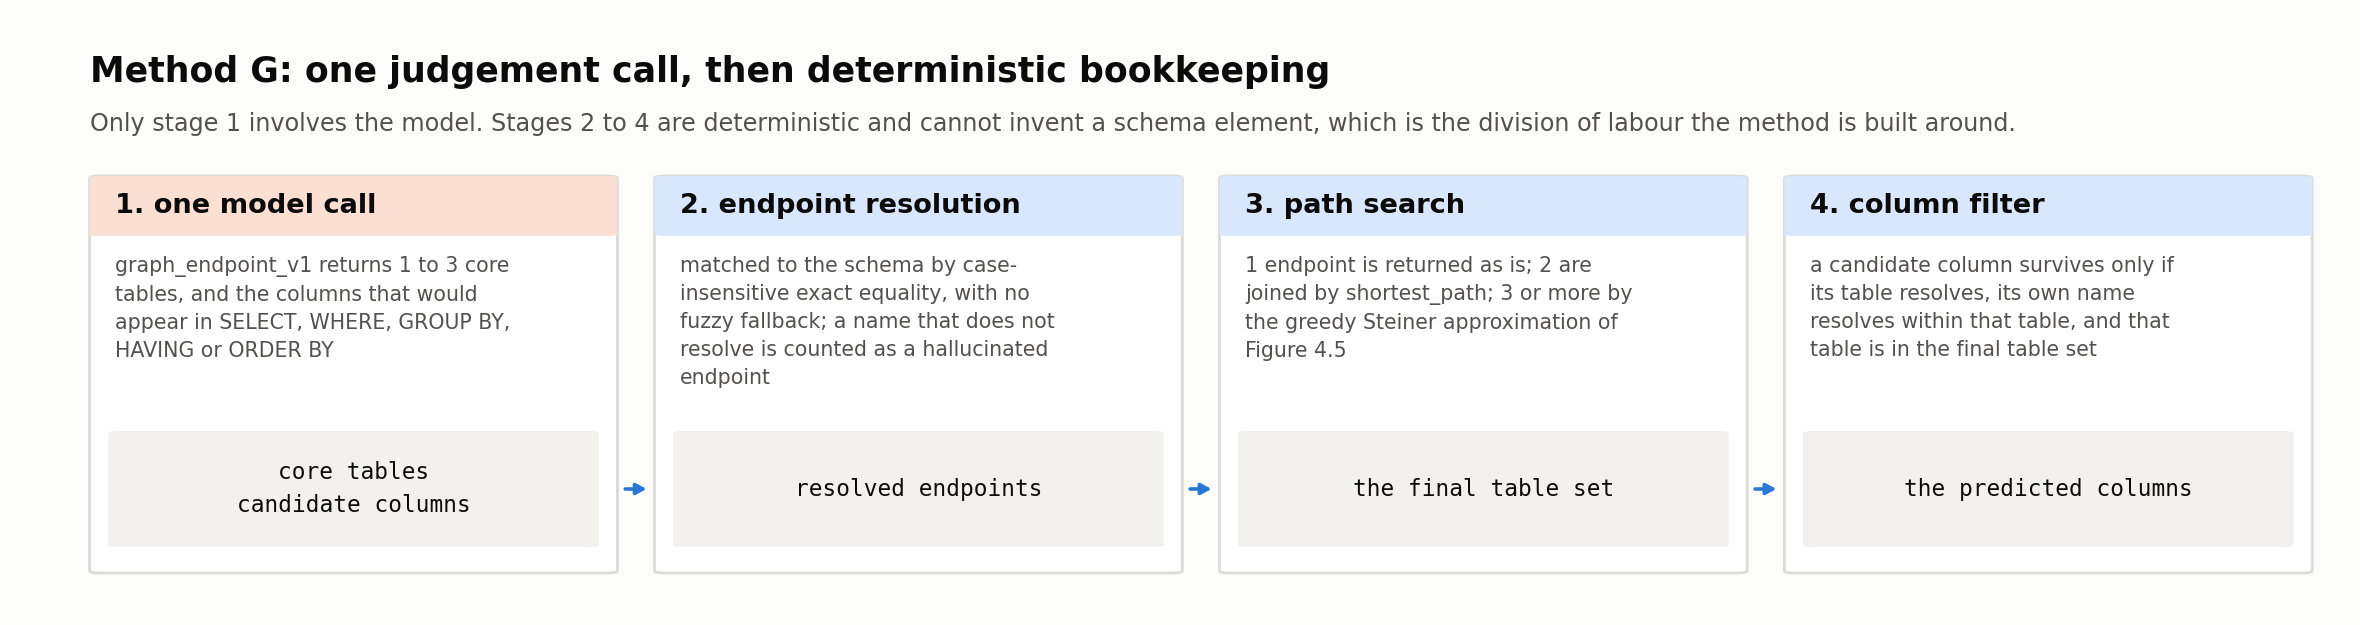 Method G: one judgement call, then deterministic bookkeeping
Only stage 1 involves the model. Stages 2 to 4 are deterministic and cannot invent a schema element, which is the division of labour the method is built around.
1. one model call
graph_endpoint_v1 returns 1 to 3 core
tables, and the columns that would
appear in SELECT, WHERE, GROUP BY,
HAVING or ORDER BY
core tables
candidate columns
2. endpoint resolution
matched to the schema by case-
insensitive exact equality, with no
fuzzy fallback; a name that does not
resolve is counted as a hallucinated
endpoint
resolved endpoints
3. path search
1 endpoint is returned as is; 2 are
joined by shortest_path; 3 or more by
the greedy Steiner approximation of
Figure 4.5
the final table set
4. column filter
a candidate column survives only if
its table resolves, its own name
resolves within that table, and that
table is in the final table set
the predicted columns